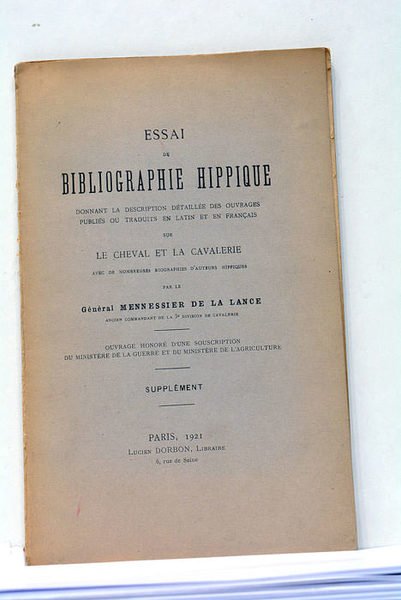 ESSAI
DE
BIBLIOGRAPHIE HIPPIQUE
DONNANT LA DESCRIPTION DÉTAILLÉE DES OUVRAGES
PUBLIÉS OU TRADUITS EN LATIN ET EN FRANÇAIS
SUR
LE CHEVAL ET LA CAVALERIE
AVEC DE NOMBREUSES BIOGRAPHIES D'AUTEURS HIPPIQUES
PAR LE
Général MENNESSIER DE LA LANCE
ANCIEN COMMANDANT DE LA 3e DIVISION DE CAVALERIE
OUVRAGE HONORÉ D'UNE SOUSCRIPTION
DU MINISTÈRE DE LA GUERRE ET DU MINISTÈRE DE L'AGRICULTURE
SUPPLÉMENT
PARIS, 1921
LUCIEN DORBON, LIBRAIRE
6, rue de Seine